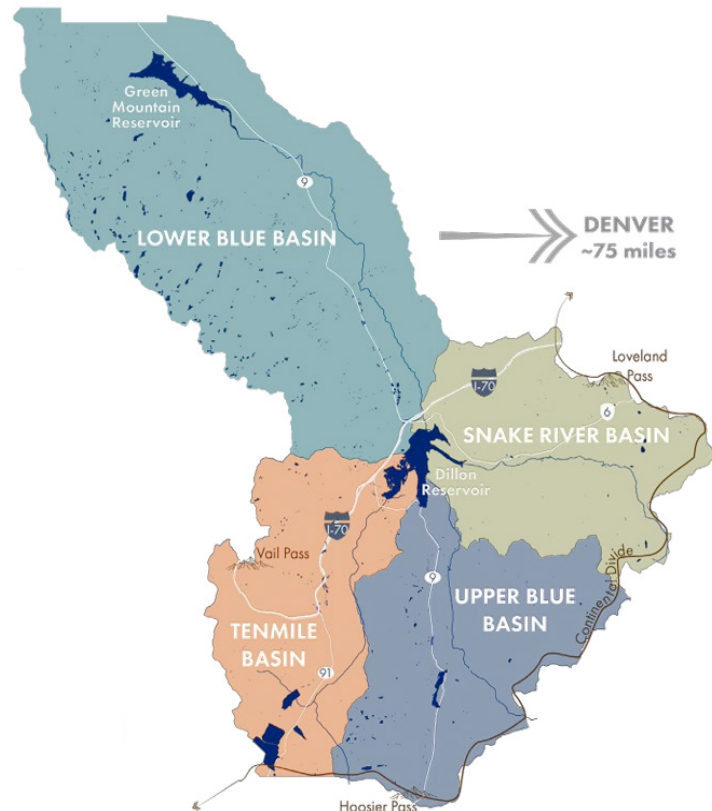 Green
Mountain
Reservoir
9
LOWER BLUE BASIN
DENVER
~75 miles
Loveland
Pass
I-70
6
SNAKE RIVER BASIN
Dillon
Reservoir
I-70
Vail Pass
9
Continental Divide
UPPER BLUE
BASIN
TENMILE
BASIN
91
Hoosier Pass